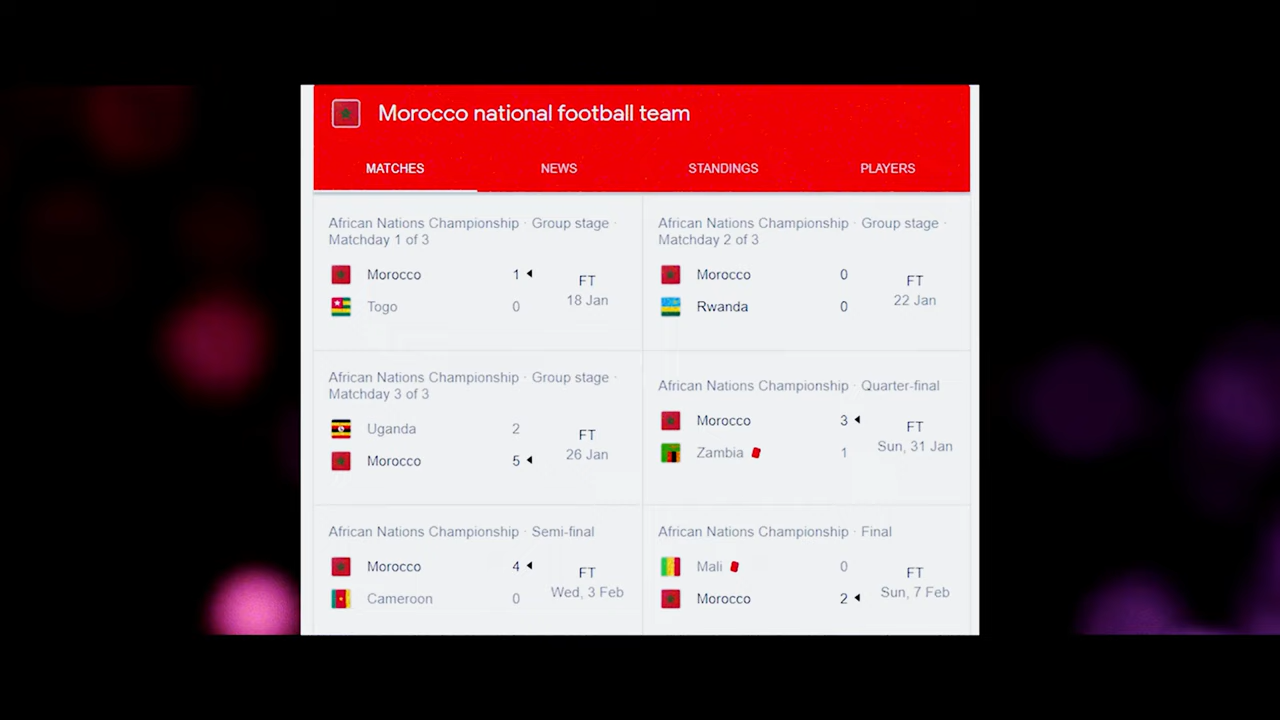 Morocco national football team
MATCHES NEWS STANDINGS PLAYERS
African Nations Championship · Group stage ·
Matchday 1 of 3
Morocco 1
Togo 0
FT
18 Jan
African Nations Championship · Group stage ·
Matchday 2 of 3
Morocco 0
Rwanda 0
FT
22 Jan
African Nations Championship · Group stage ·
Matchday 3 of 3
Uganda 2
Morocco 5
FT
26 Jan
African Nations Championship · Quarter-final
Morocco 3
Zambia 1
FT
Sun, 31 Jan
African Nations Championship · Semi-final
Morocco 4
Cameroon 0
FT
Wed, 3 Feb
African Nations Championship · Final
Mali 0
Morocco 2
FT
Sun, 7 Feb